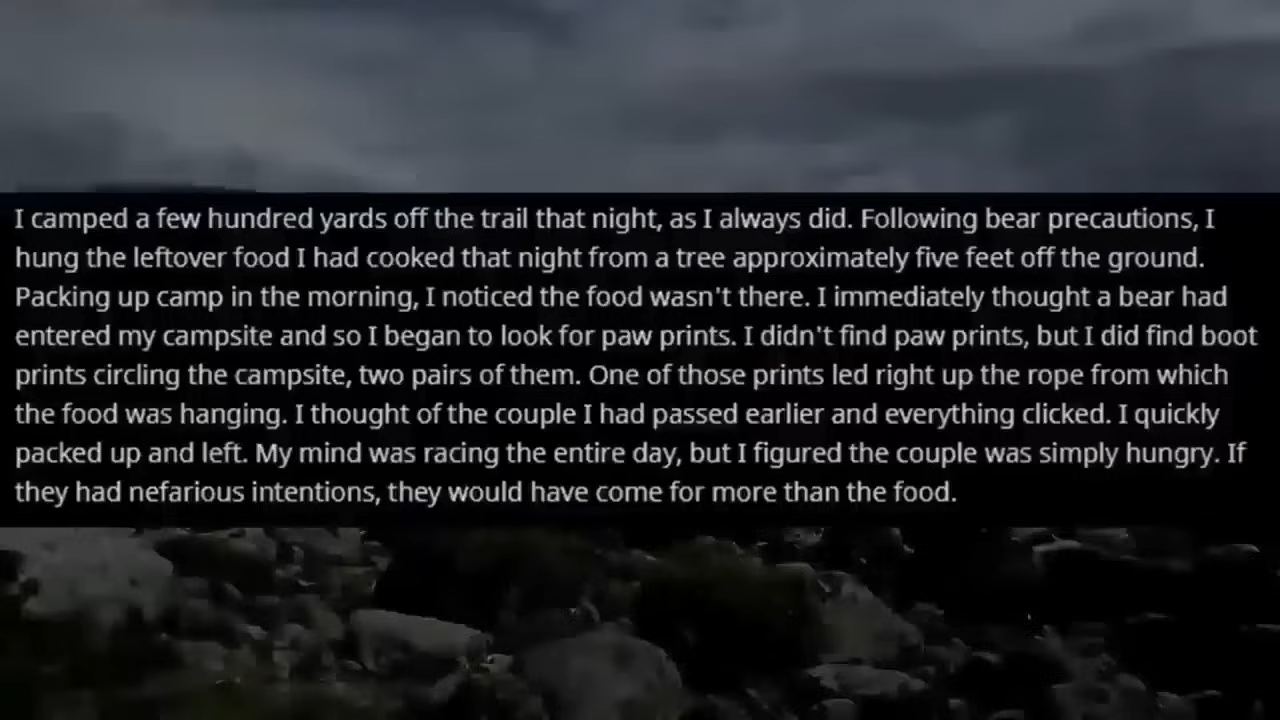 I camped a few hundred yards off the trail that night, as I always did. Following bear precautions, I
hung the leftover food I had cooked that night from a tree approximately five feet off the ground.
Packing up camp in the morning, I noticed the food wasn't there. I immediately thought a bear had
entered my campsite and so I began to look for paw prints. I didn't find paw prints, but I did find boot
prints circling the campsite, two pairs of them. One of those prints led right up the rope from which
the food was hanging. I thought of the couple I had passed earlier and everything clicked. I quickly
packed up and left. My mind was racing the entire day, but I figured the couple was simply hungry. If
they had nefarious intentions, they would have come for more than the food.